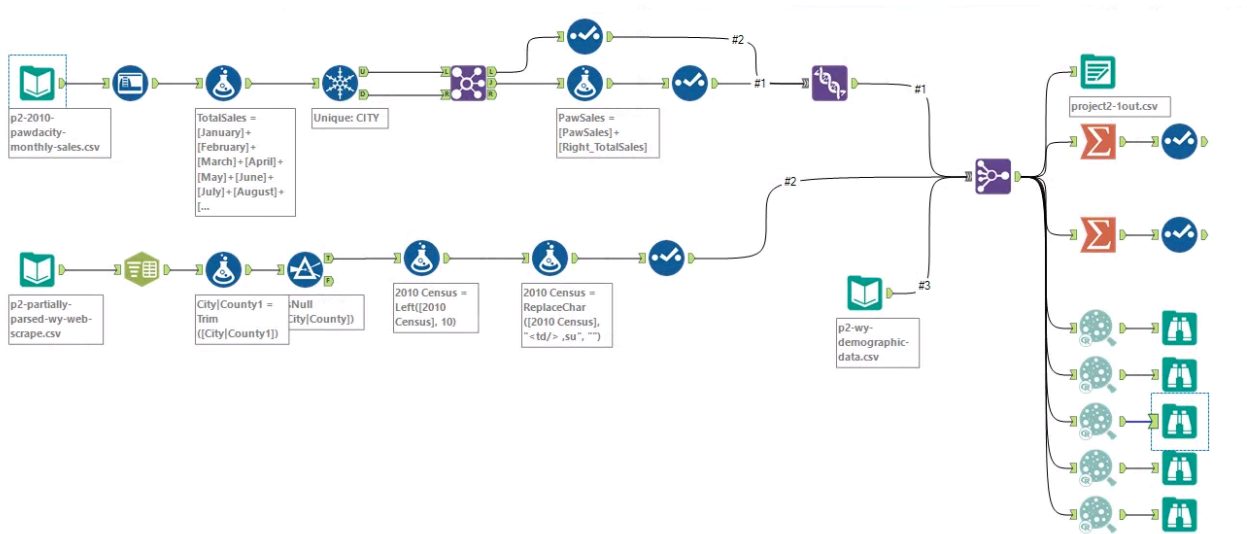 #2
#1
p2-2010-
pawdacity-
monthly-sales.csv
TotalSales =
[January]+
[February]+
[March]+[April]+
[May]+[June]+
[July]+[August]+
[...
Unique: CITY
U
D
L
R
L
J
R
PawSales =
[PawSales]+
[Right_TotalSales]
#1
project2-1out.csv
#2
#3
p2-partially-
parsed-wy-web-
scrape.csv
City|County1 =
Trim
([City|County1])
T
F
sNull
City|County])
2010 Census =
Left([2010
Census], 10)
2010 Census =
ReplaceChar
([2010 Census],
"<td/> ,su", "")
p2-wy-
demographic-
data.csv